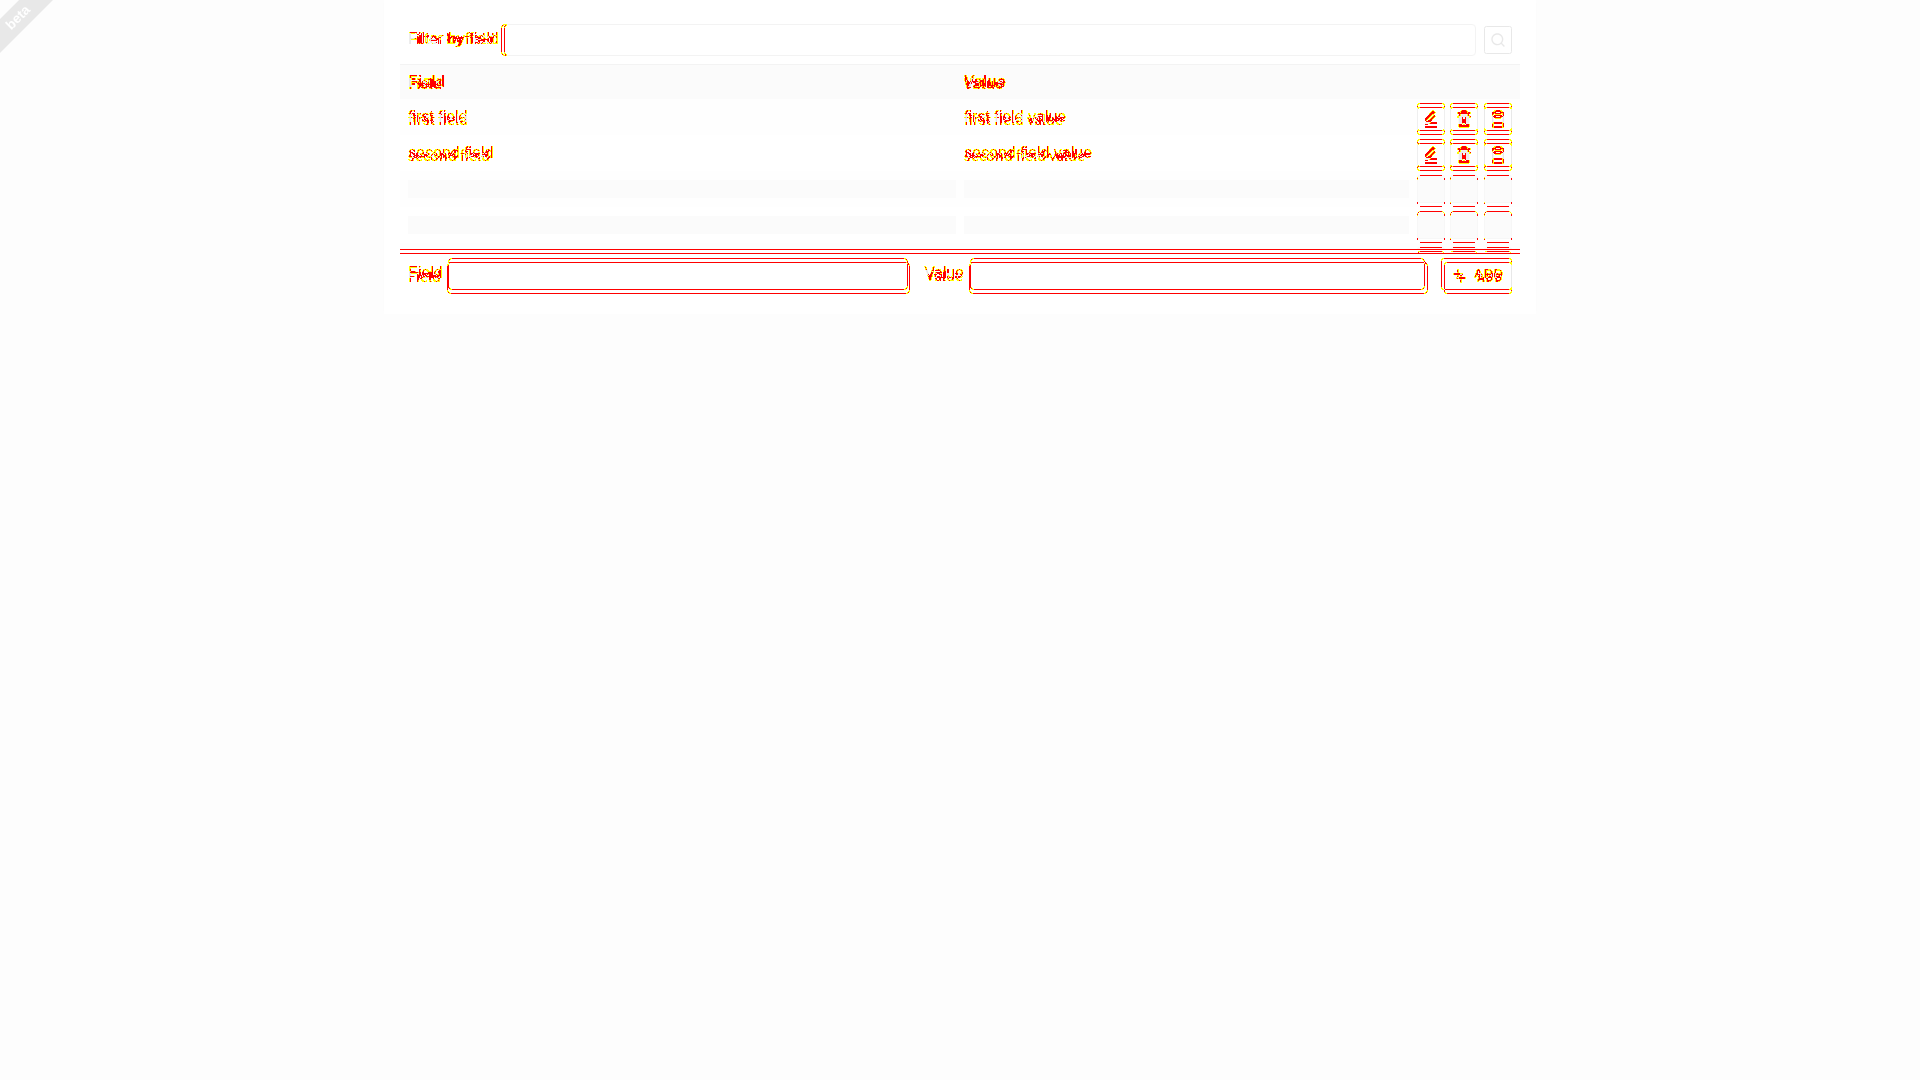 beta
Filter by field
Field Value
first field first field value
second field second field value
Field Value ADD